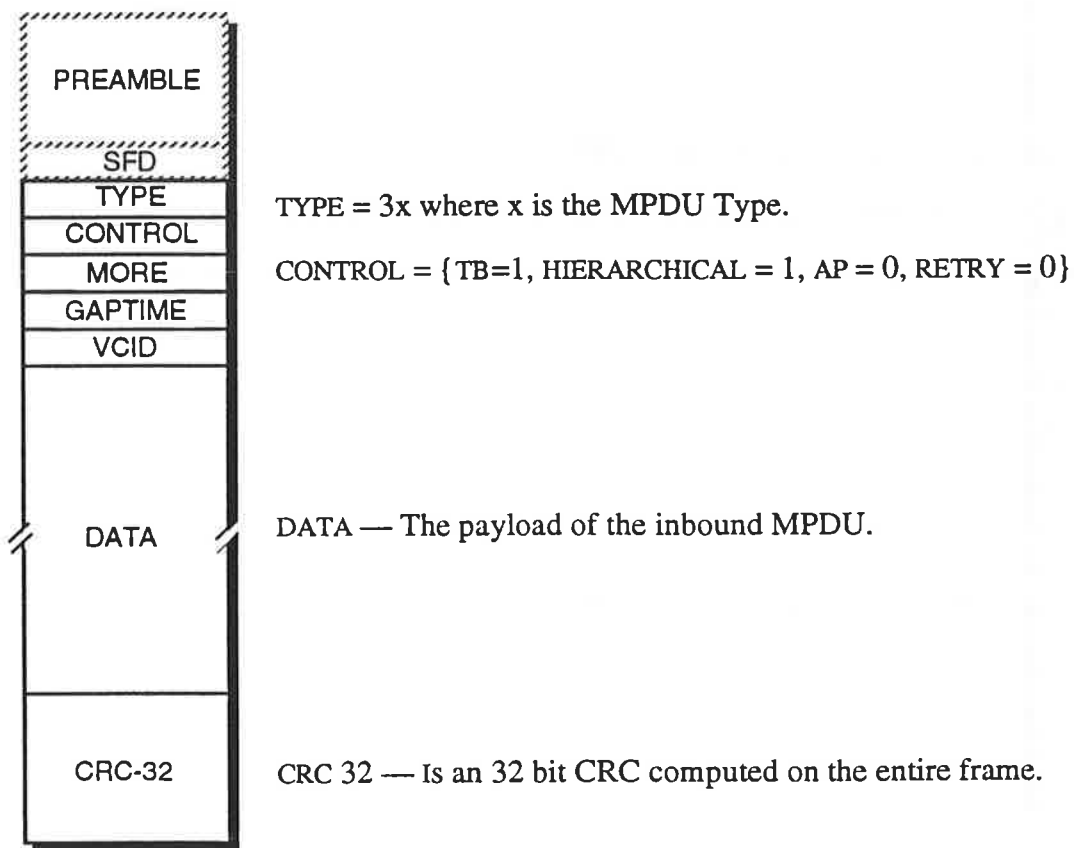 PREAMBLE
SFD
TYPE
TYPE = 3x where x is the MPDU Type.
CONTROL
MORE
CONTROL = {TB=1, HIERARCHICAL = 1, AP = 0, RETRY = 0}
GAPTIME
VCID
DATA
DATA — The payload of the inbound MPDU.
CRC-32
CRC 32 — Is an 32 bit CRC computed on the entire frame.